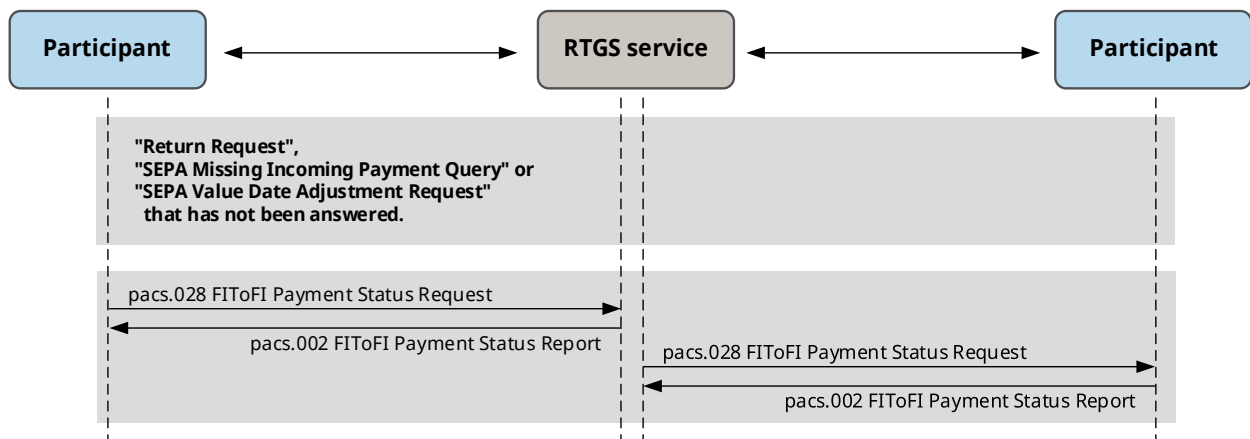 Participant
RTGS service
Participant
"Return Request",
"SEPA Missing Incoming Payment Query" or
"SEPA Value Date Adjustment Request"
that has not been answered.
pacs.028 FIToFI Payment Status Request
pacs.002 FIToFI Payment Status Report
pacs.028 FIToFI Payment Status Request
pacs.002 FIToFI Payment Status Report